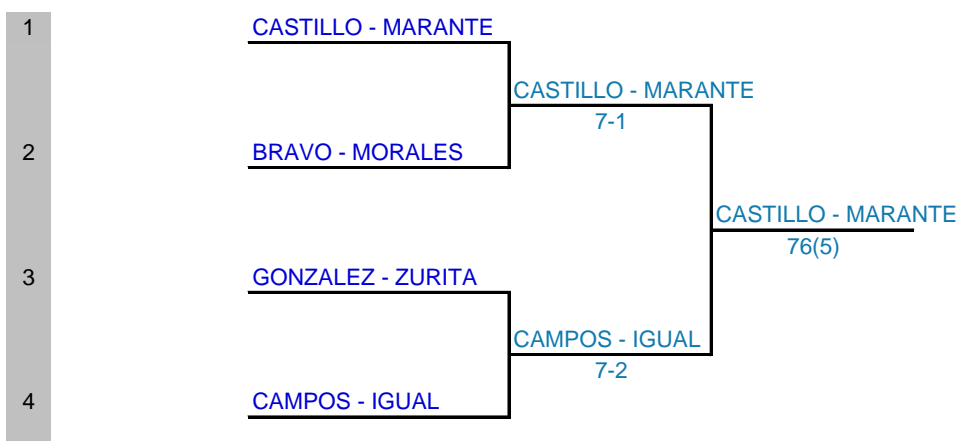 1 CASTILLO - MARANTE
CASTILLO - MARANTE
7-1
2 BRAVO - MORALES
CASTILLO - MARANTE
76(5)
3 GONZALEZ - ZURITA
CAMPOS - IGUAL
7-2
4 CAMPOS - IGUAL